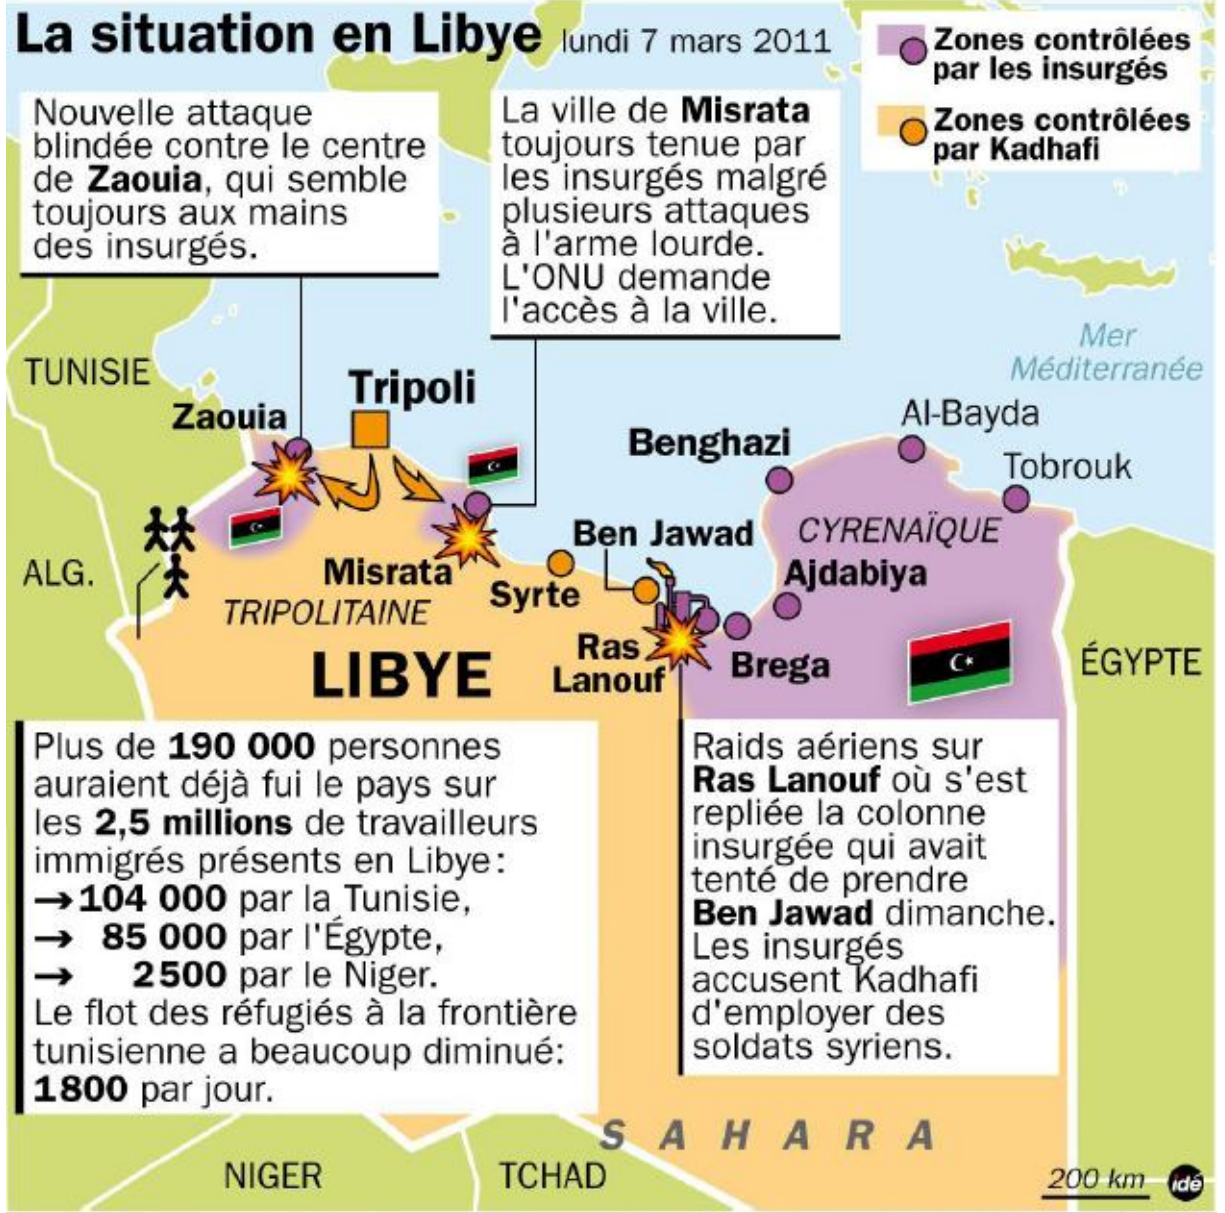 La situation en Libye lundi 7 mars 2011
Zones contrôlées
par les insurgés
Zones contrôlées
par Kadhafi
Nouvelle attaque
blindée contre le centre
de Zaouia, qui semble
toujours aux mains
des insurgés.
La ville de Misrata
toujours tenue par
les insurgés malgré
plusieurs attaques
à l'arme lourde.
L'ONU demande
l'accès à la ville.
Mer
Méditerranée
TUNISIE
Tripoli
Zaouia
Al-Bayda
Benghazi
Tobrouk
Ben Jawad
CYRENAÏQUE
ALG.
Misrata
Syrte
Ajdabiya
TRIPOLITAINE
Ras
Lanouf
Brega
LIBYE
ÉGYPTE
Plus de 190 000 personnes
auraient déjà fui le pays sur
les 2,5 millions de travailleurs
immigrés présents en Libye :
→ 104 000 par la Tunisie,
→ 85 000 par l'Égypte,
→ 2 500 par le Niger.
Le flot des réfugiés à la frontière
tunisienne a beaucoup diminué :
1 800 par jour.
Raids aériens sur
Ras Lanouf où s'est
repliée la colonne
insurgée qui avait
tenté de prendre
Ben Jawad dimanche.
Les insurgés
accusent Kadhafi
d'employer des
soldats syriens.
SAHARA
NIGER
TCHAD
200 km
idé